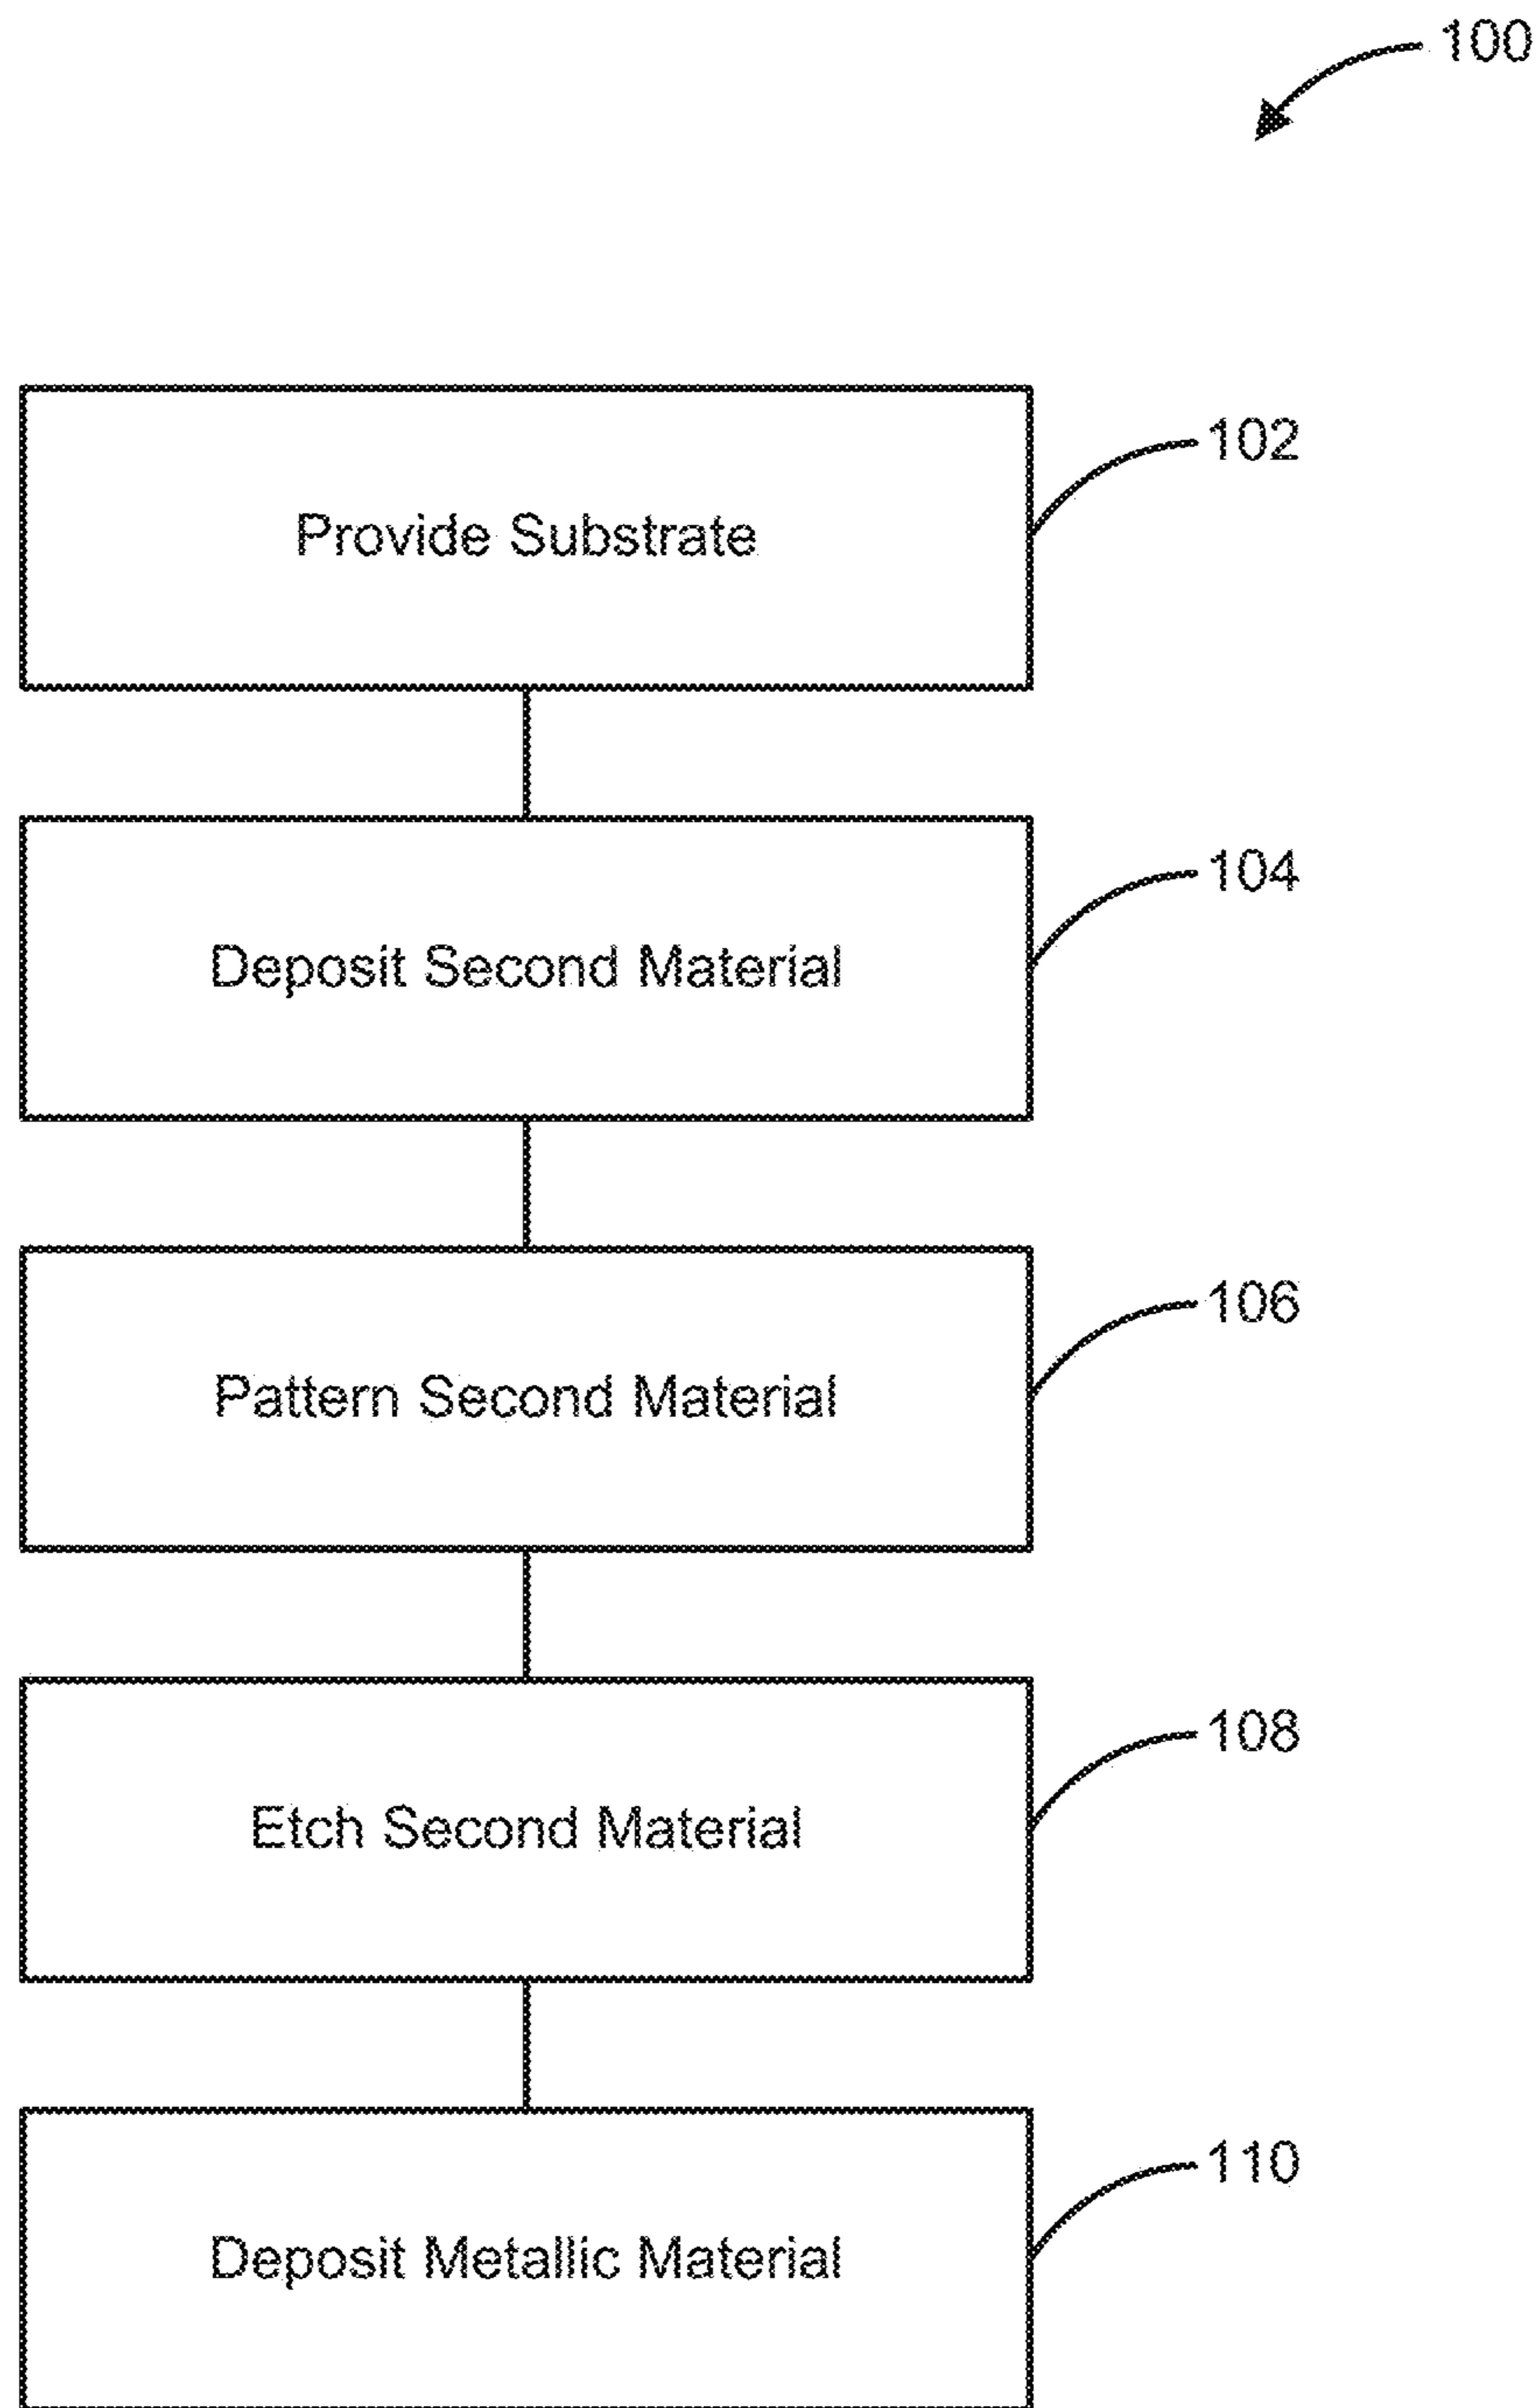 100
Provide Substrate
102
Deposit Second Material
104
Pattern Second Material
106
Etch Second Material
108
Deposit Metallic Material
110